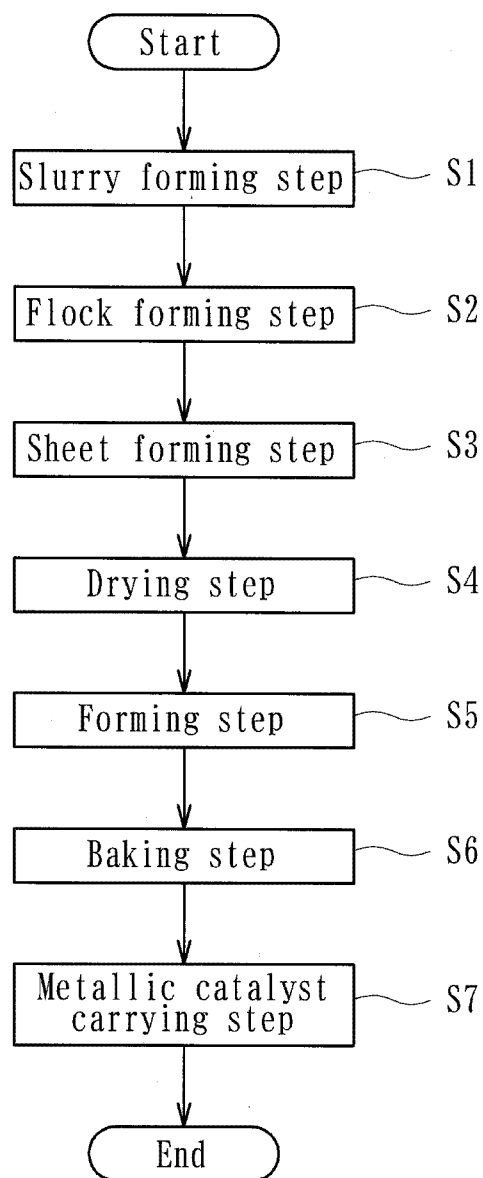 Start
Slurry forming step S1
Flock forming step S2
Sheet forming step S3
Drying step S4
Forming step S5
Baking step S6
Metallic catalyst
carrying step S7
End